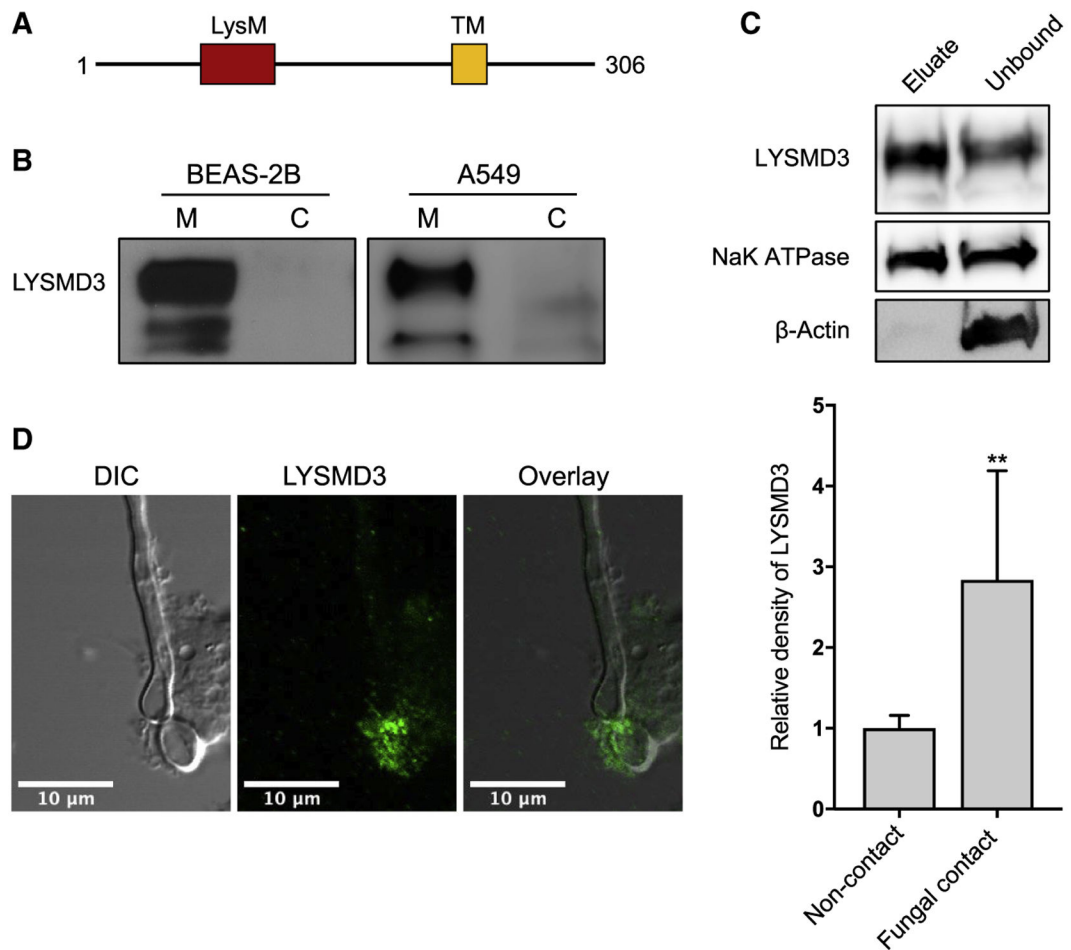 A
LysM
TM
1
306
B
BEAS-2B
A549
M
C
M
C
LYSMD3
C
Eluate
Unbound
LYSMD3
NaK ATPase
β-Actin
D
DIC
LYSMD3
Overlay
10 μm
10 μm
10 μm
Relative density of LYSMD3
5
4
3
2
1
0
**
Non-contact
Fungal contact